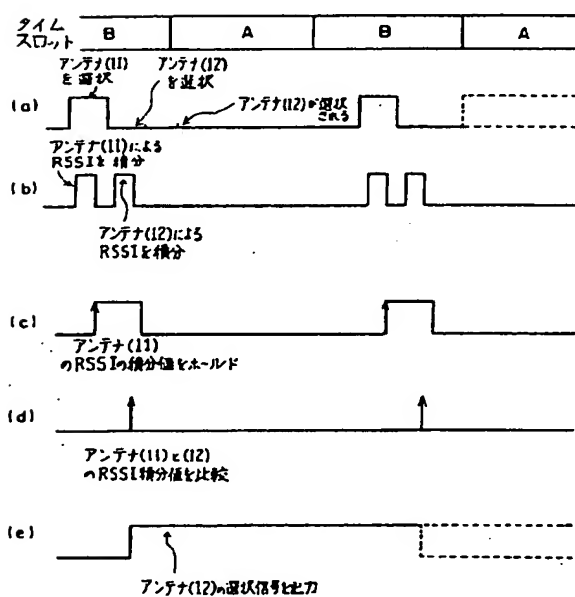 タイム
スロット
B A B A
アンテナ(11)
を選択
アンテナ(12)
を選択
アンテナ(12)が選択
される
(a)
アンテナ(11)による
RSSIを積分
(b)
アンテナ(12)による
RSSIを積分
(c)
アンテナ(11)
のRSSIの積分値をホールド
(d)
アンテナ(11)と(12)
のRSSI積分値を比較
(e)
アンテナ(12)の選択信号を出力